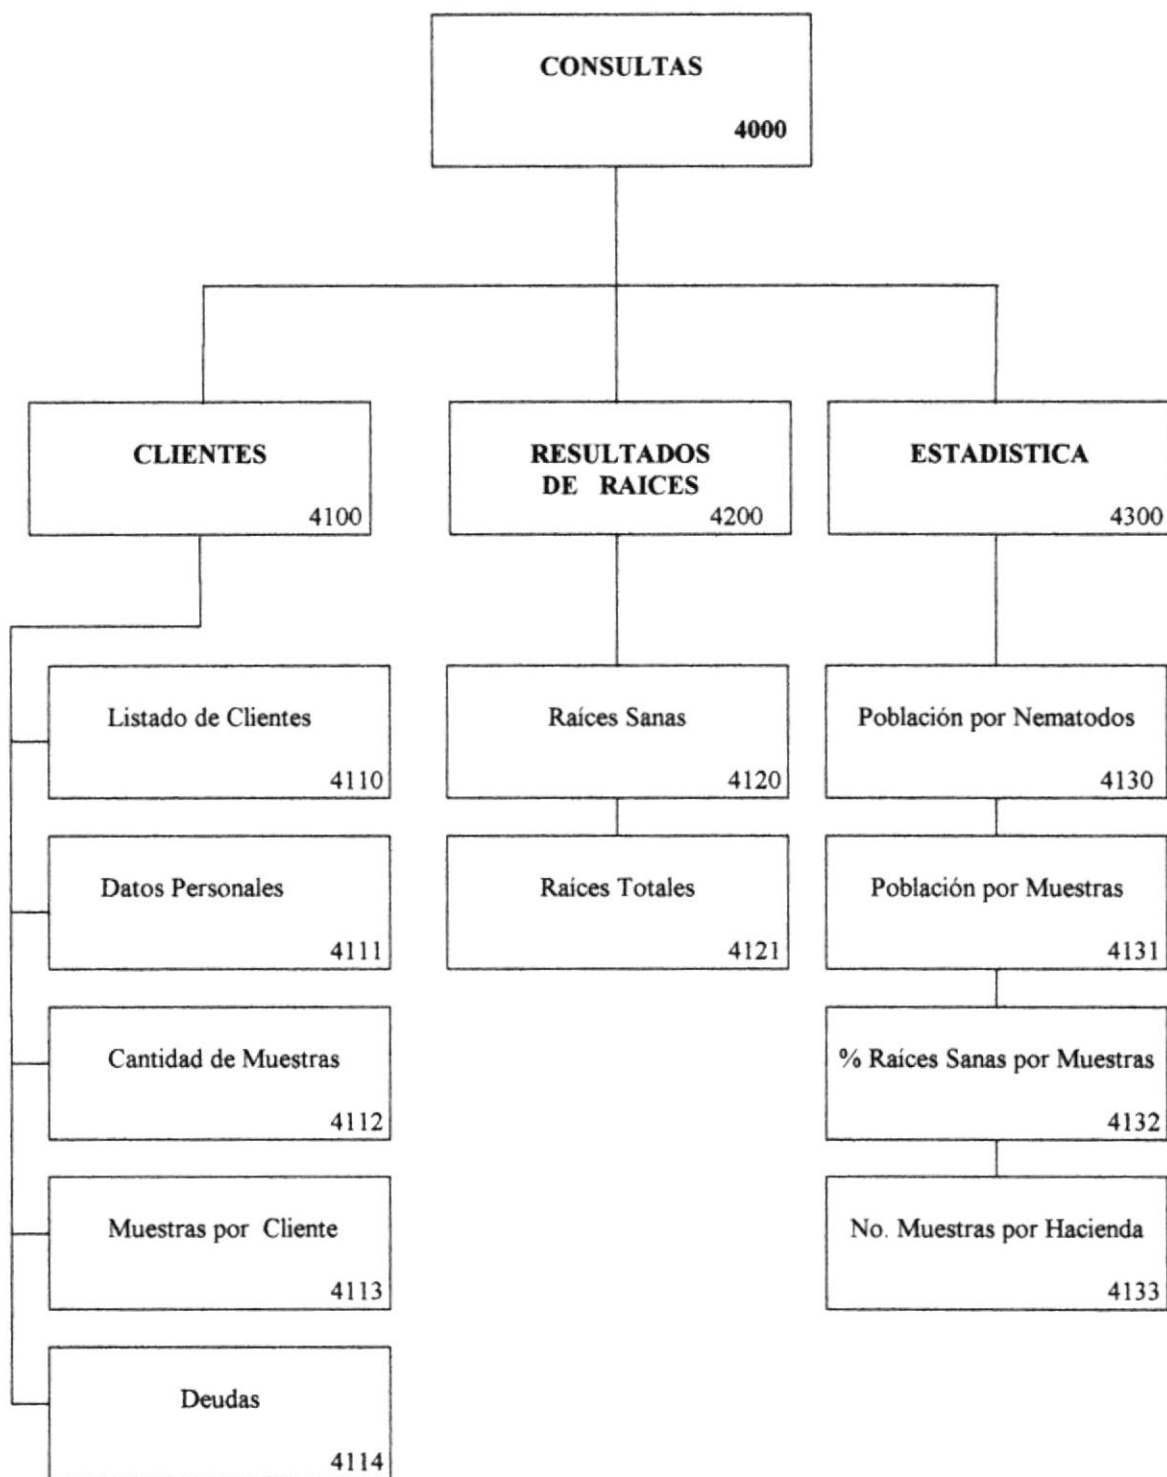 CONSULTAS
4000
CLIENTES
4100
RESULTADOS
DE RAICES
4200
ESTADISTICA
4300
Listado de Clientes
4110
Datos Personales
4111
Cantidad de Muestras
4112
Muestras por Cliente
4113
Deudas
4114
Raíces Sanas
4120
Raíces Totales
4121
Población por Nematodos
4130
Población por Muestras
4131
% Raíces Sanas por Muestras
4132
No. Muestras por Hacienda
4133